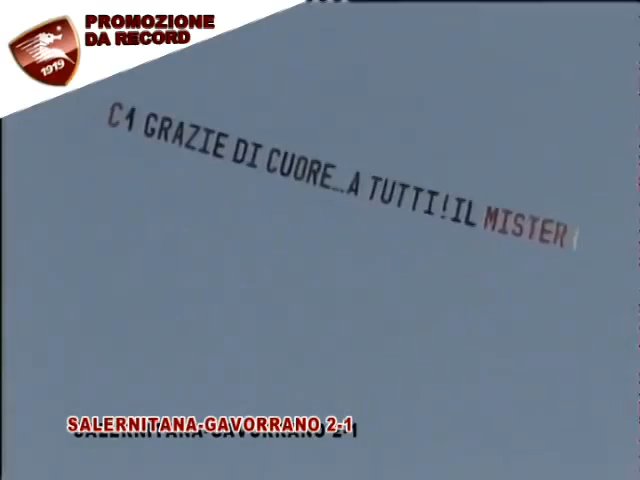 PROMOZIONE
DA RECORD
1919
C1 GRAZIE DI CUORE...A TUTTI!IL MISTER
SALERNITANA-GAVORRANO 2-1